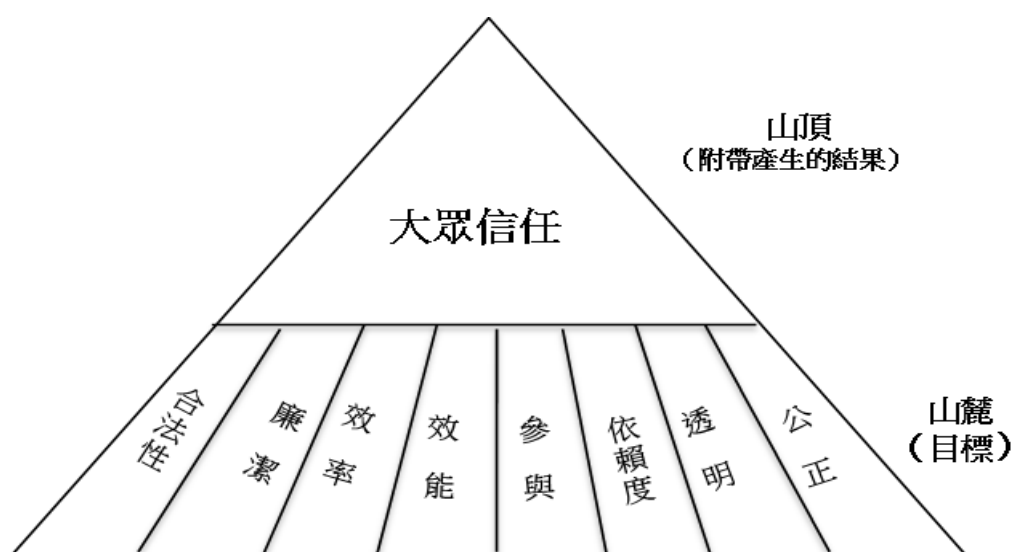 山頂
（附帶產生的結果）
大眾信任
合法性
廉潔
效率
效能
參與
依賴度
透明
公正
山麓
（目標）